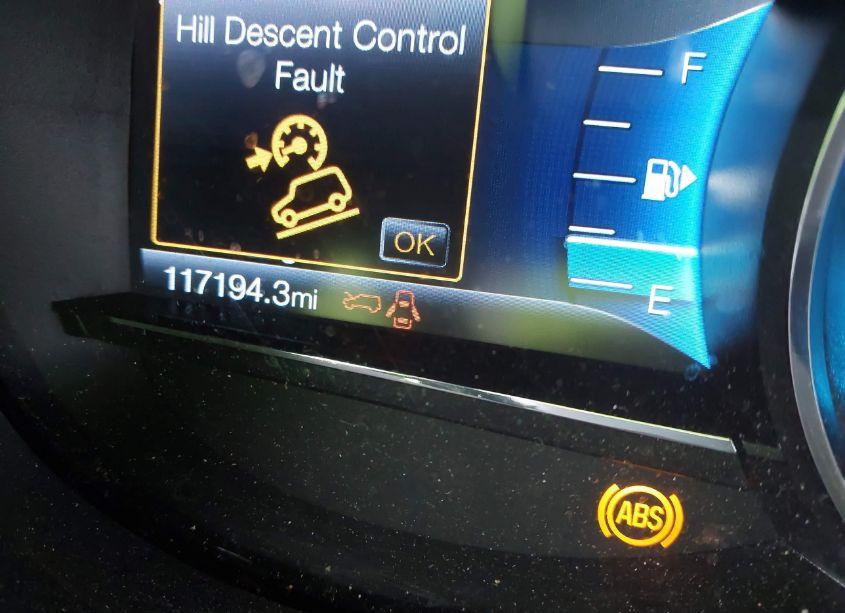 Hill Descent Control
Fault
OK
F
E
117194.3mi
ABS